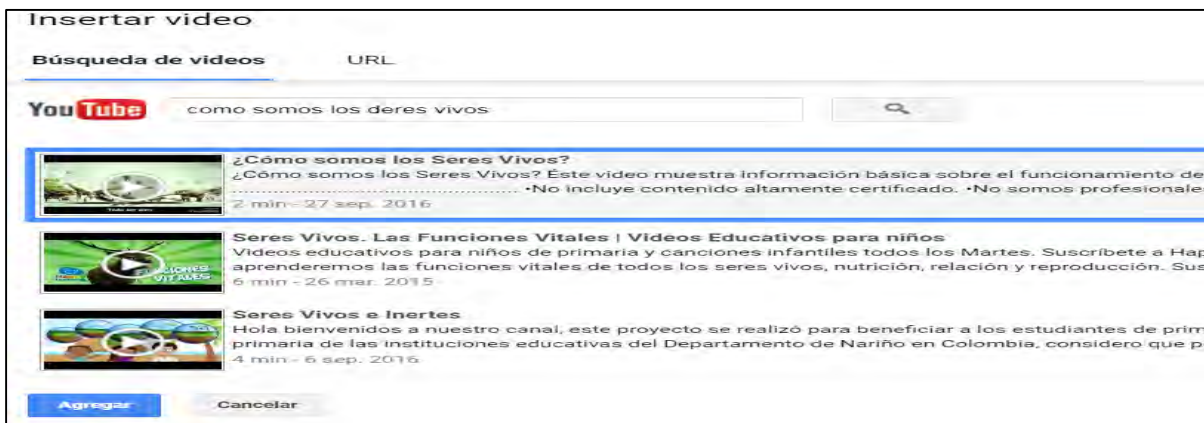 Insertar video
Búsqueda de videos URL
YouTube como somos los deres vivos
¿Cómo somos los Seres Vivos?
¿Cómo somos los Seres Vivos? Éste video muestra información básica sobre el funcionamiento de
................................................ •No incluye contenido altamente certificado. •No somos profesionale
2 min - 27 sep. 2016
Seres Vivos. Las Funciones Vitales | Videos Educativos para niños
Videos educativos para niños de primaria y canciones infantiles todos los Martes. Suscríbete a Hap
aprenderemos las funciones vitales de todos los seres vivos, nutrición, relación y reproducción. Sus
FUNCIONES
VITALES
6 min - 26 mar. 2015
Seres Vivos e Inertes
Hola bienvenidos a nuestro canal, este proyecto se realizó para beneficiar a los estudiantes de prim
primaria de las instituciones educativas del Departamento de Nariño en Colombia, considero que p
4 min - 6 sep. 2016
Agregar Cancelar